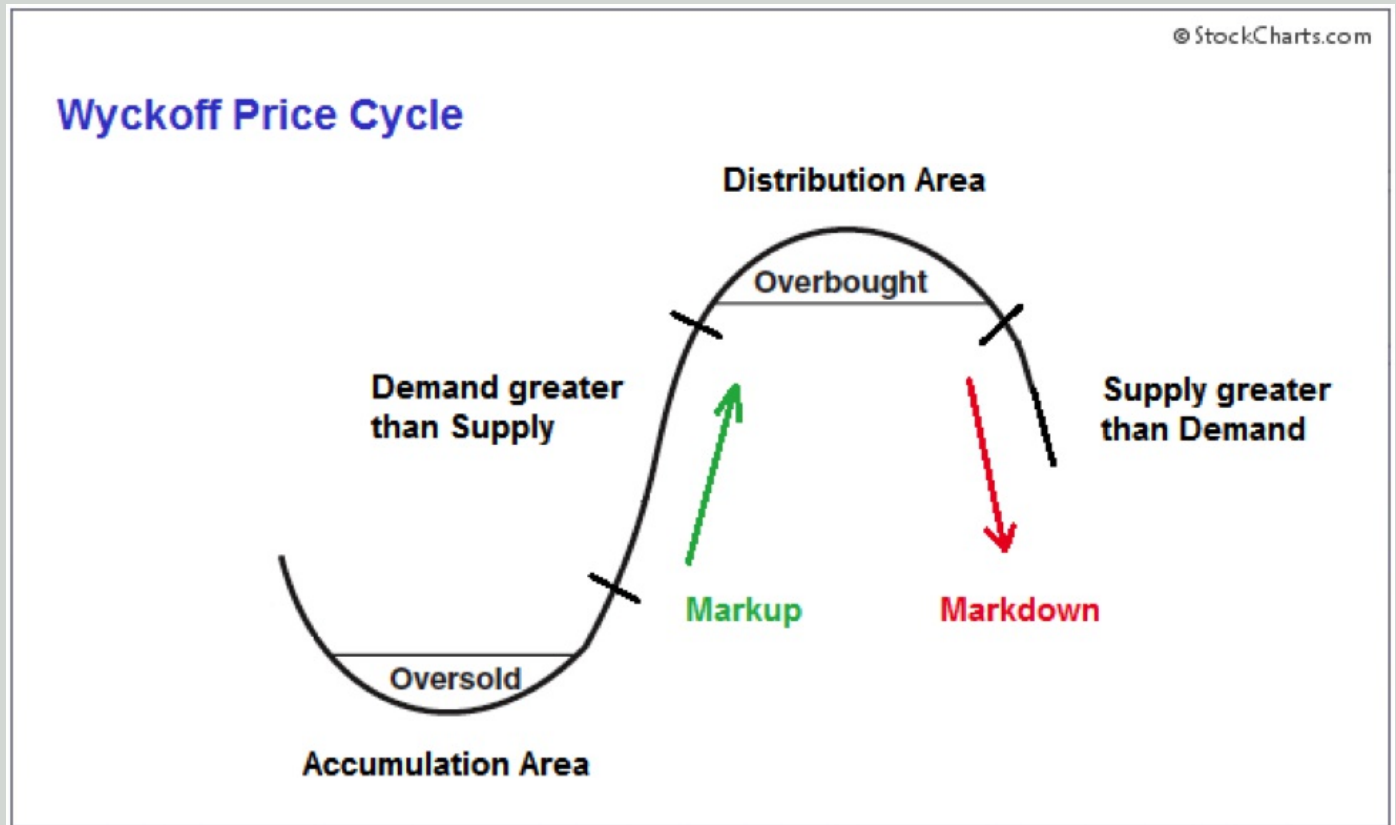 © StockCharts.com
Wyckoff Price Cycle
Distribution Area
Overbought
Demand greater
than Supply
Supply greater
than Demand
Markup
Markdown
Oversold
Accumulation Area